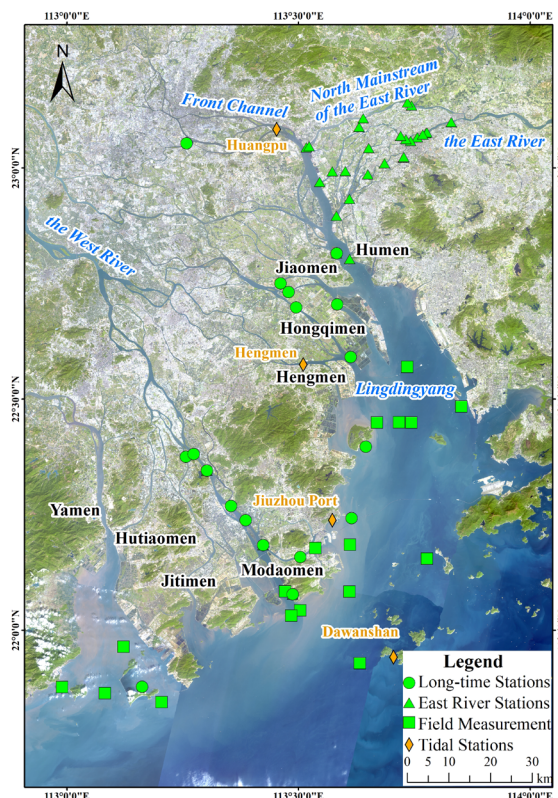 113°0'0"E 113°30'0"E 114°0'0"E
N
Front Channel
North Mainstream
of the East River
Huangpu
the East River
23°0'0"N
the West River
Humen
Jiaomen
Hongqimen
Hengmen
Hengmen
Lingdingyang
22°30'0"N
Jiuzhou Port
Yamen
Hutiaomen
Modaomen
Jitimen
22°0'0"N
Dawanshan
Legend
Long-time Stations
East River Stations
Field Measurement
Tidal Stations
0 5 10 20 30
km
113°0'0"E 113°30'0"E 114°0'0"E